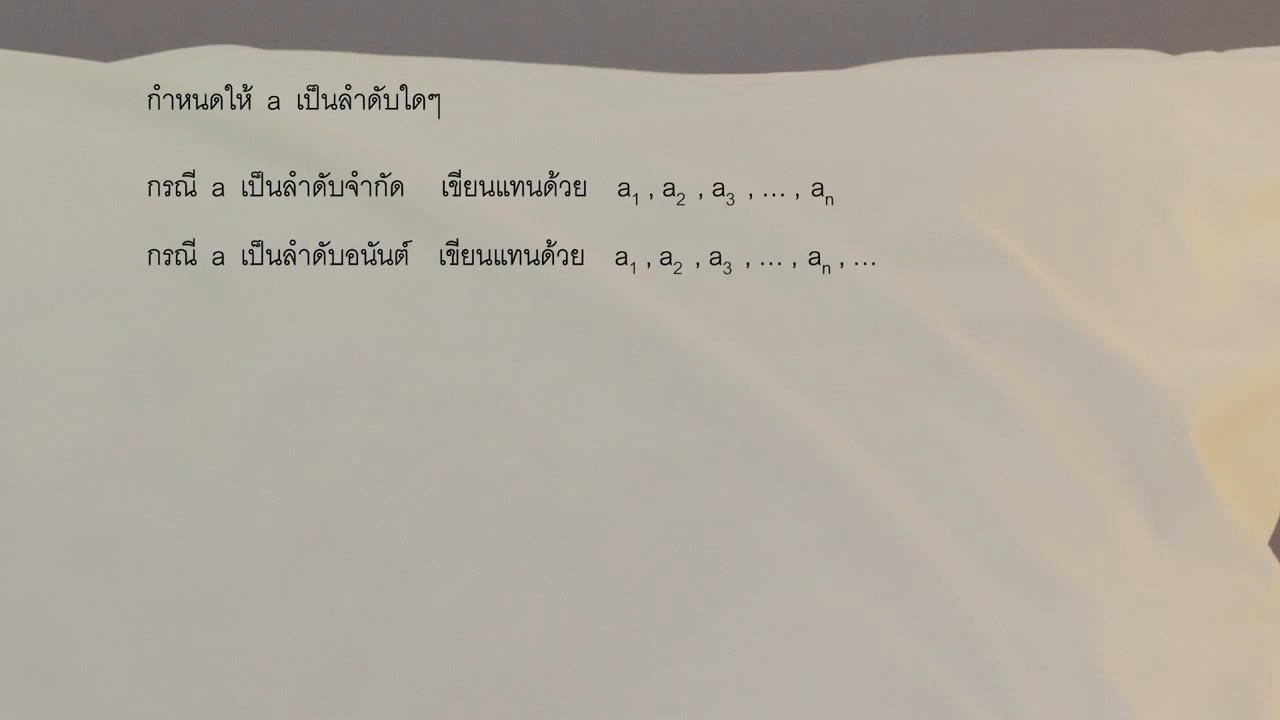 กำหนดให้ a เป็นลำดับใดๆ
กรณี a เป็นลำดับจำกัด เขียนแทนด้วย a₁ , a₂ , a₃ , … , aₙ
กรณี a เป็นลำดับอนันต์ เขียนแทนด้วย a₁ , a₂ , a₃ , … , aₙ , …